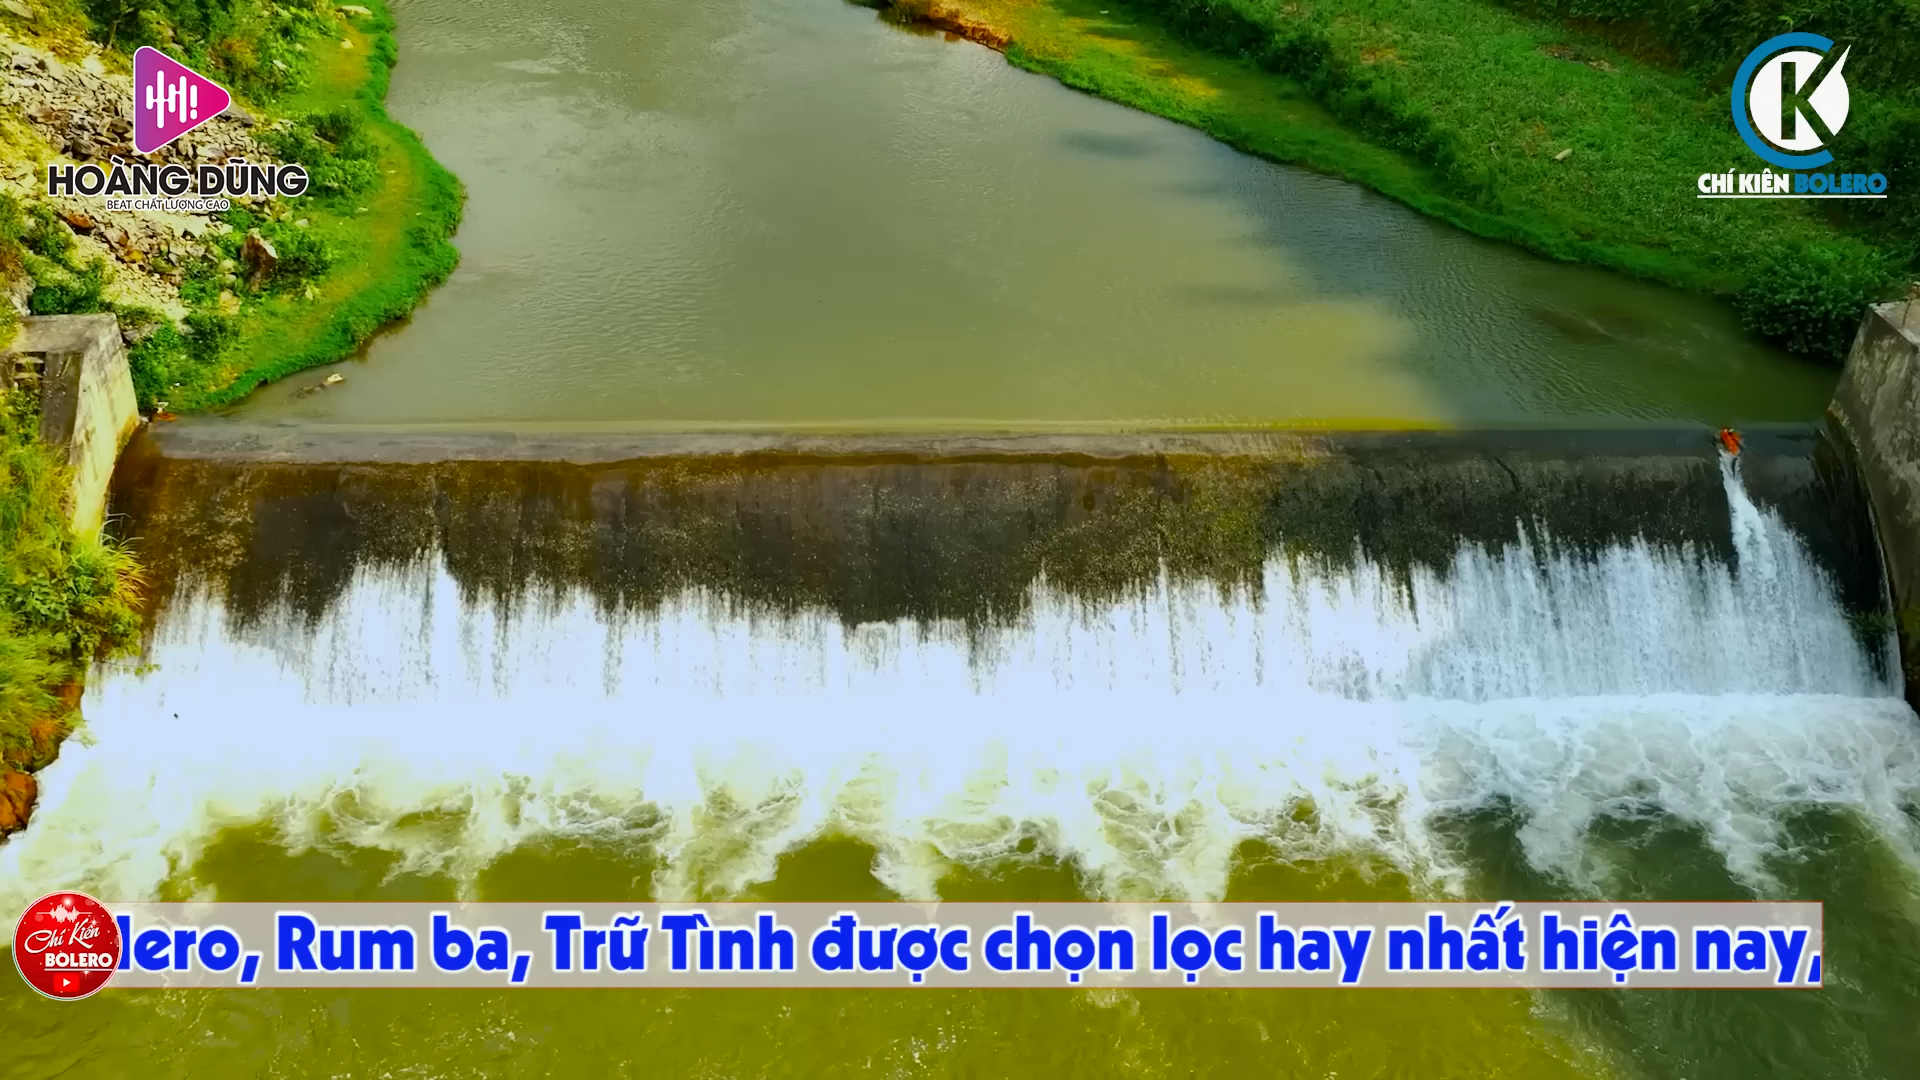 HOÀNG DŨNG
BEAT CHẤT LƯỢNG CAO
CK
CHÍ KIÊN BOLERO
Chí Kiên
BOLERO
lero, Rum ba, Trữ Tình được chọn lọc hay nhất hiện nay,